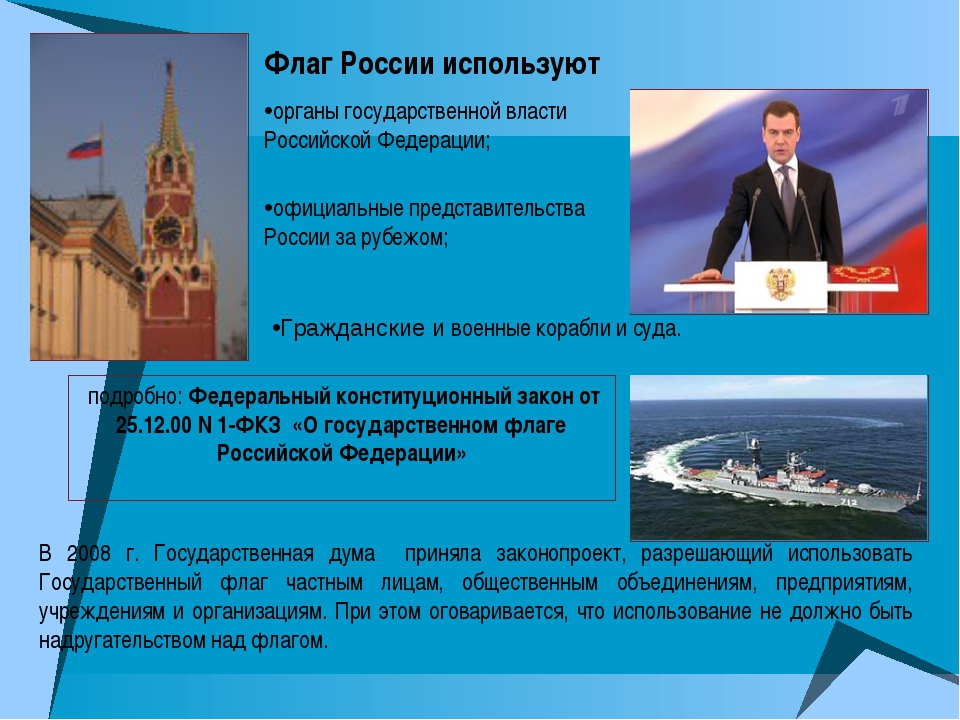 Флаг России используют
•органы государственной власти
Российской Федерации;
•официальные представительства
России за рубежом;
•Гражданские и военные корабли и суда.
подробно: Федеральный конституционный закон от
25.12.00 N 1-ФКЗ «О государственном флаге
Российской Федерации»
712
В 2008 г. Государственная дума приняла законопроект, разрешающий использовать
Государственный флаг частным лицам, общественным объединениям, предприятиям,
учреждениям и организациям. При этом оговаривается, что использование не должно быть
надругательством над флагом.